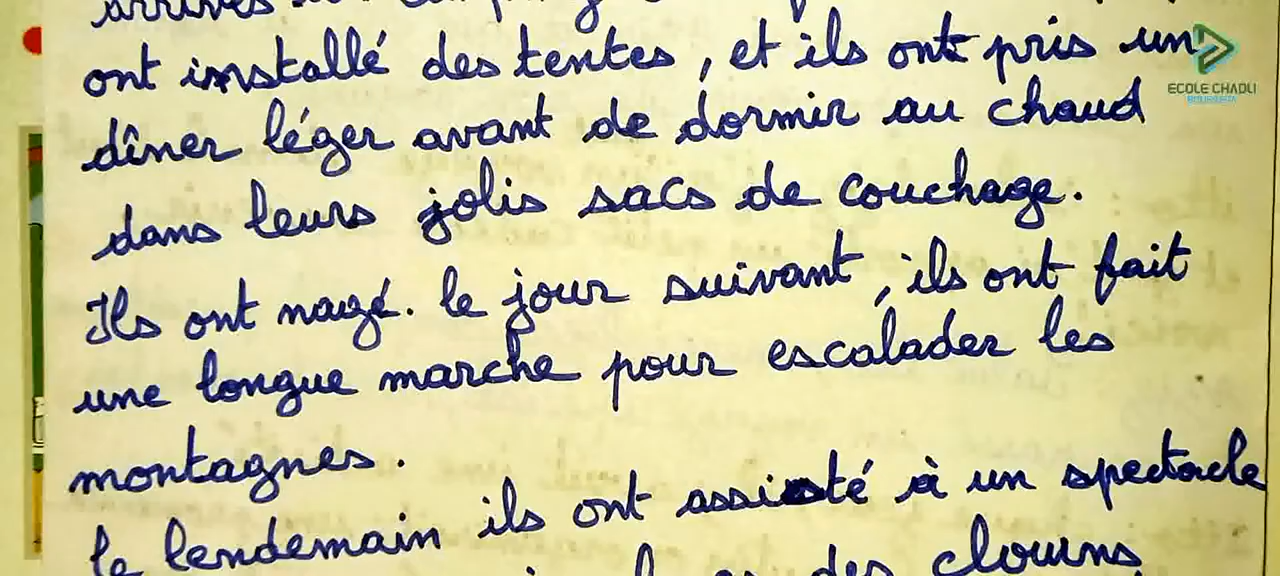 ont installé des tentes, et ils ont pris un
dîner léger avant de dormir au chaud
dans leurs jolis sacs de couchage.
Ils ont nagé. le jour suivant, ils ont fait
une longue marche pour escalader les
montagnes.
le lendemain ils ont assisté à un spectacle
des clowns
ECOLE CHADLI